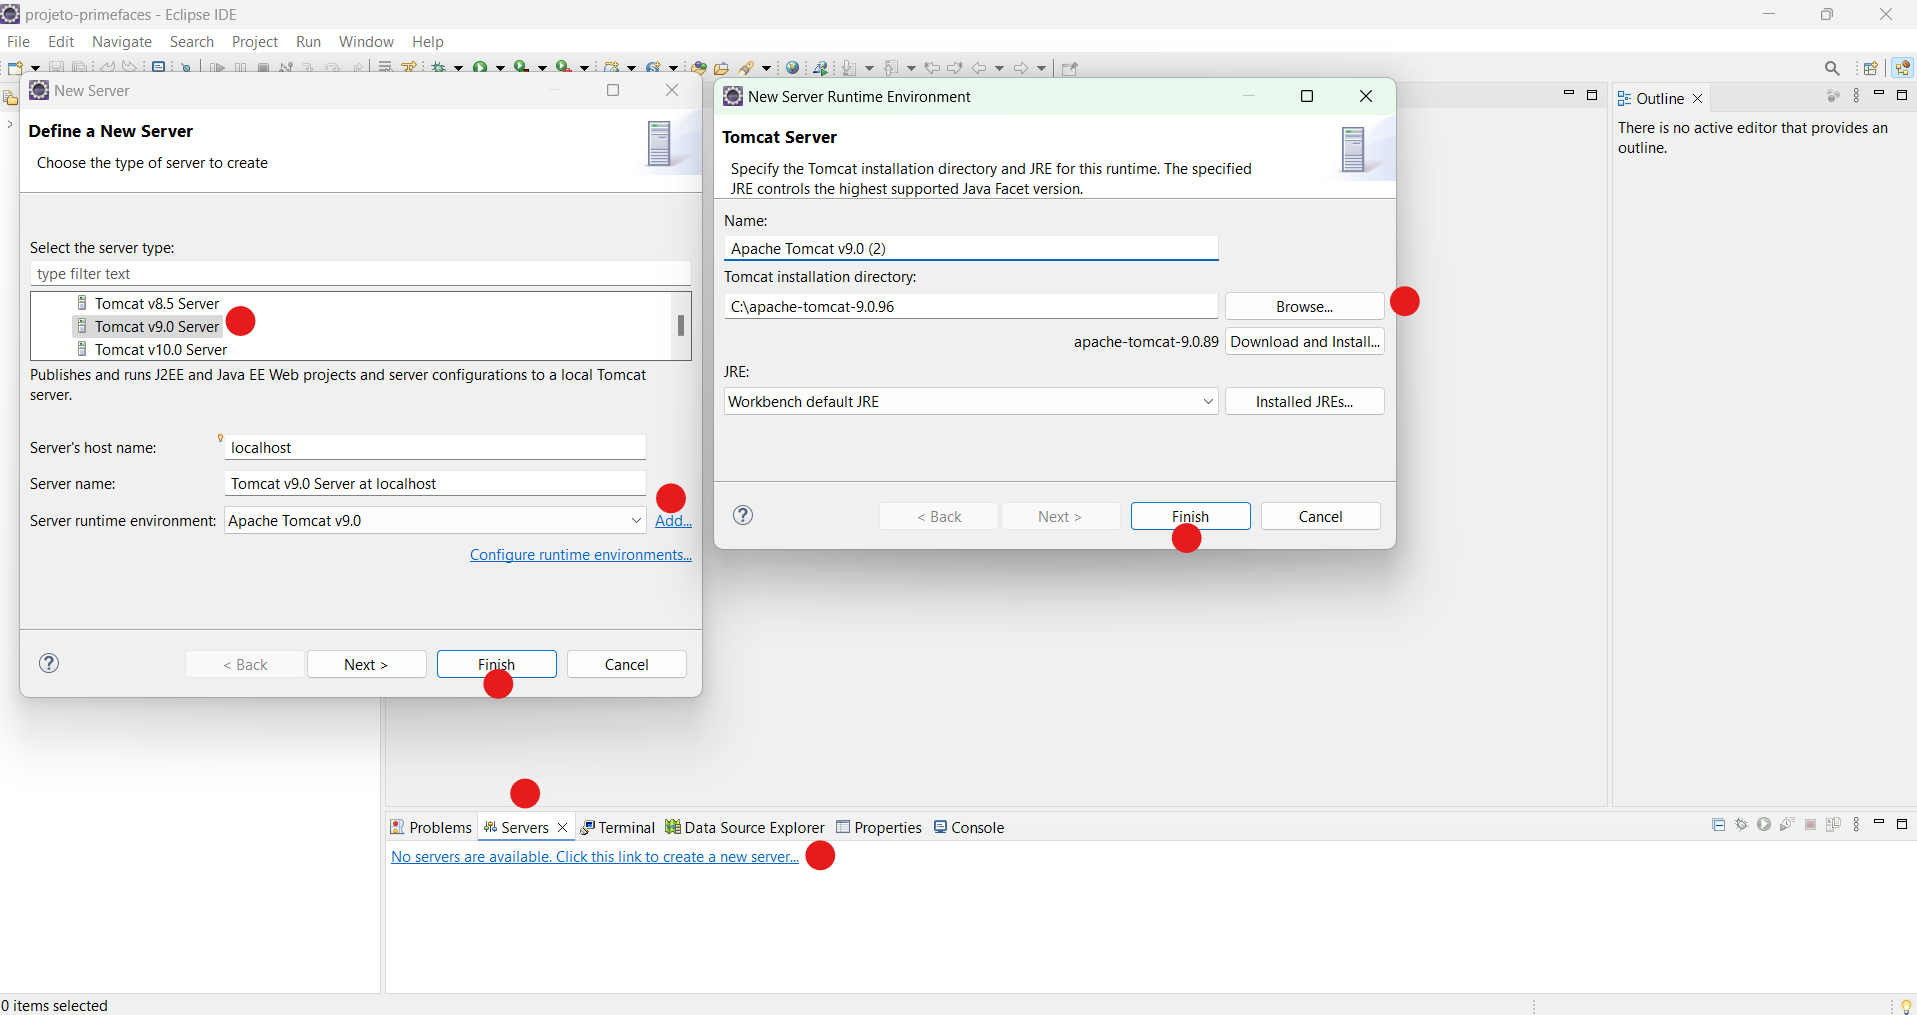 projeto-primefaces - Eclipse IDE
File Edit Navigate Search Project Run Window Help
New Server
Define a New Server
Choose the type of server to create
Select the server type:
type filter text
Tomcat v8.5 Server
Tomcat v9.0 Server
Tomcat v10.0 Server
Publishes and runs J2EE and Java EE Web projects and server configurations to a local Tomcat
server.
Server's host name: localhost
Server name: Tomcat v9.0 Server at localhost
Server runtime environment: Apache Tomcat v9.0 Add...
Configure runtime environments...
< Back Next > Finish Cancel
New Server Runtime Environment
Tomcat Server
Specify the Tomcat installation directory and JRE for this runtime. The specified
JRE controls the highest supported Java Facet version.
Name:
Apache Tomcat v9.0 (2)
Tomcat installation directory:
C:\apache-tomcat-9.0.96 Browse...
apache-tomcat-9.0.89 Download and Install...
JRE:
Workbench default JRE Installed JREs...
< Back Next > Finish Cancel
Outline
There is no active editor that provides an
outline.
Problems Servers Terminal Data Source Explorer Properties Console
No servers are available. Click this link to create a new server...
0 items selected